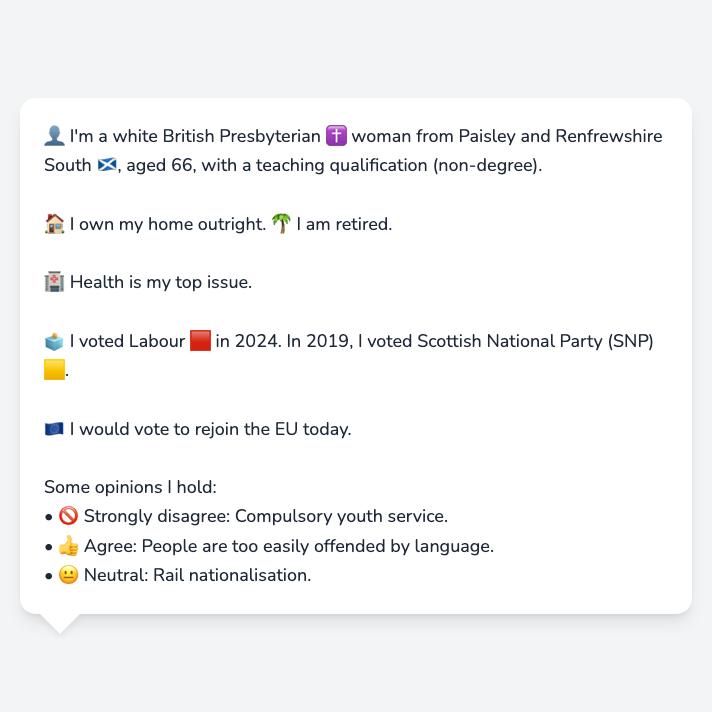 👤 I'm a white British Presbyterian ✝️ woman from Paisley and Renfrewshire
South 🏴󠁧󠁢󠁳󠁣󠁴󠁿, aged 66, with a teaching qualification (non-degree).
🏠 I own my home outright. 🌴 I am retired.
🏥 Health is my top issue.
🗳️ I voted Labour 🟥 in 2024. In 2019, I voted Scottish National Party (SNP)
🟨.
🇪🇺 I would vote to rejoin the EU today.
Some opinions I hold:
• 🚫 Strongly disagree: Compulsory youth service.
• 👍 Agree: People are too easily offended by language.
• 😐 Neutral: Rail nationalisation.